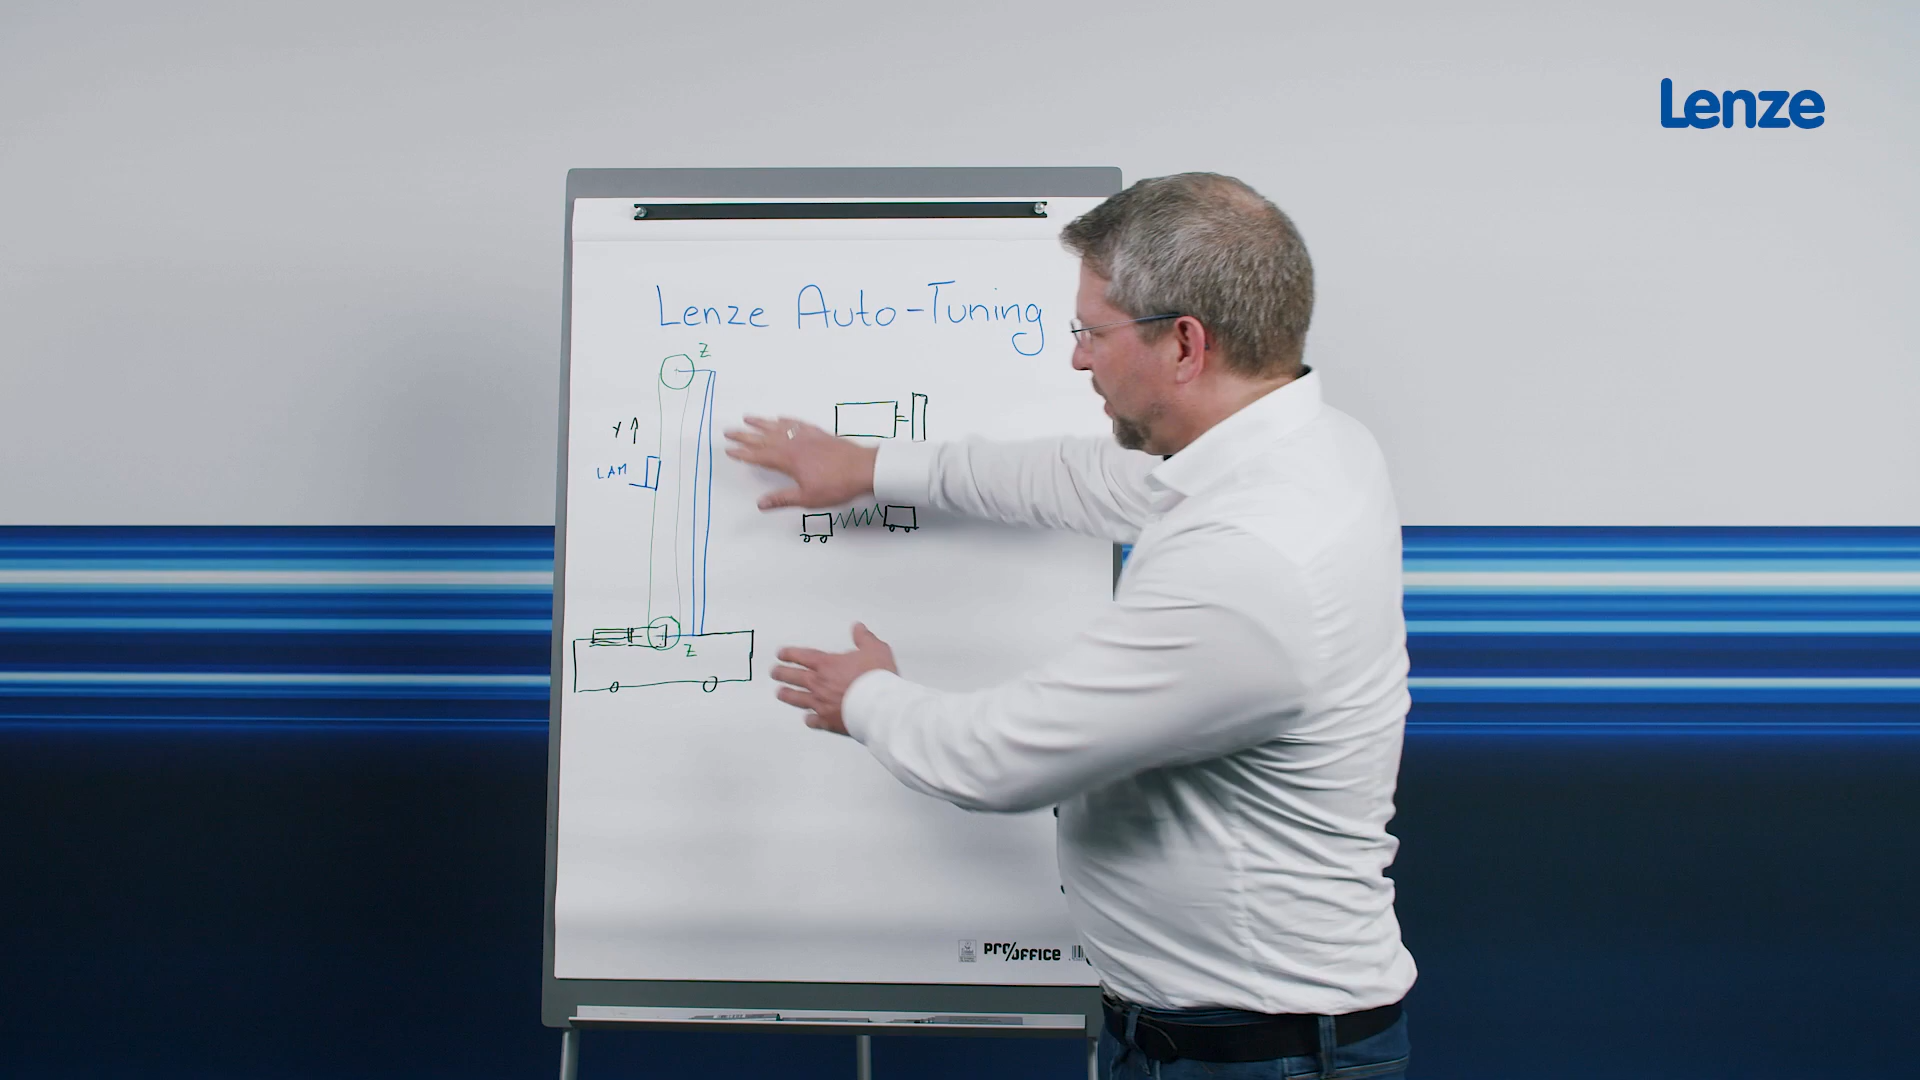 Lenze
Lenze Auto-Tuning
Z
Y
LAM
Z
PRO/OFFICE